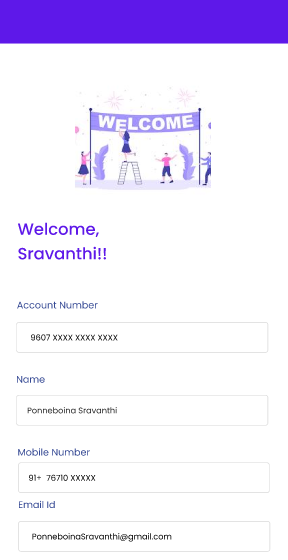 WELCOME
Welcome,
Sravanthi!!
Account Number
9607 XXXX XXXX XXXX
Name
Ponneboina Sravanthi
Mobile Number
91+ 76710 XXXXX
Email Id
PonneboinaSravanthi@gmail.com